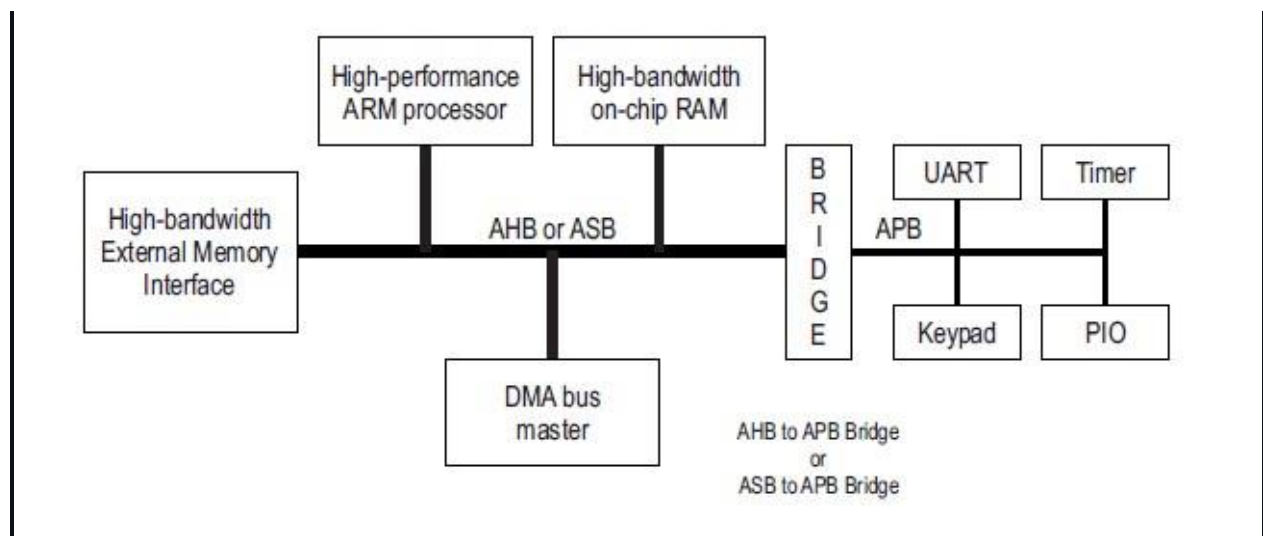 High-performance
ARM processor
High-bandwidth
on-chip RAM
High-bandwidth
External Memory
Interface
AHB or ASB
B
R
I
D
G
E
APB
UART
Timer
Keypad
PIO
DMA bus
master
AHB to APB Bridge
or
ASB to APB Bridge